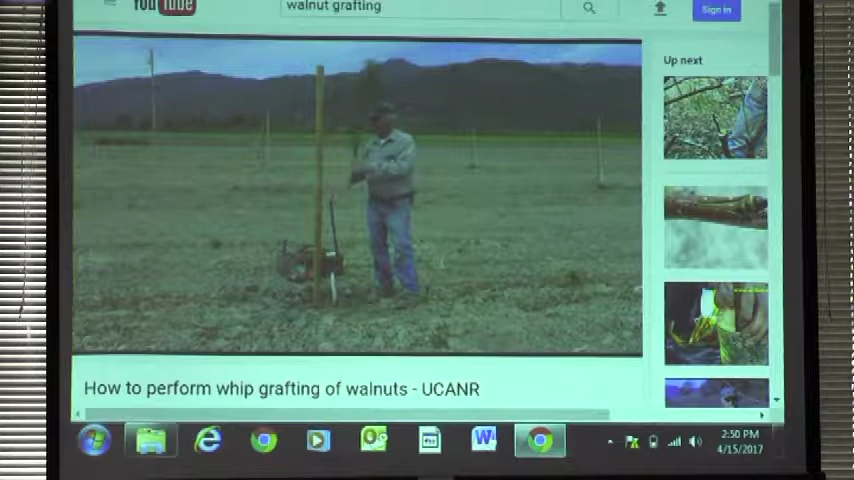 YouTube
walnut grafting
Sign in
Up next
How to perform whip grafting of walnuts - UCANR
2:50 PM
4/15/2017